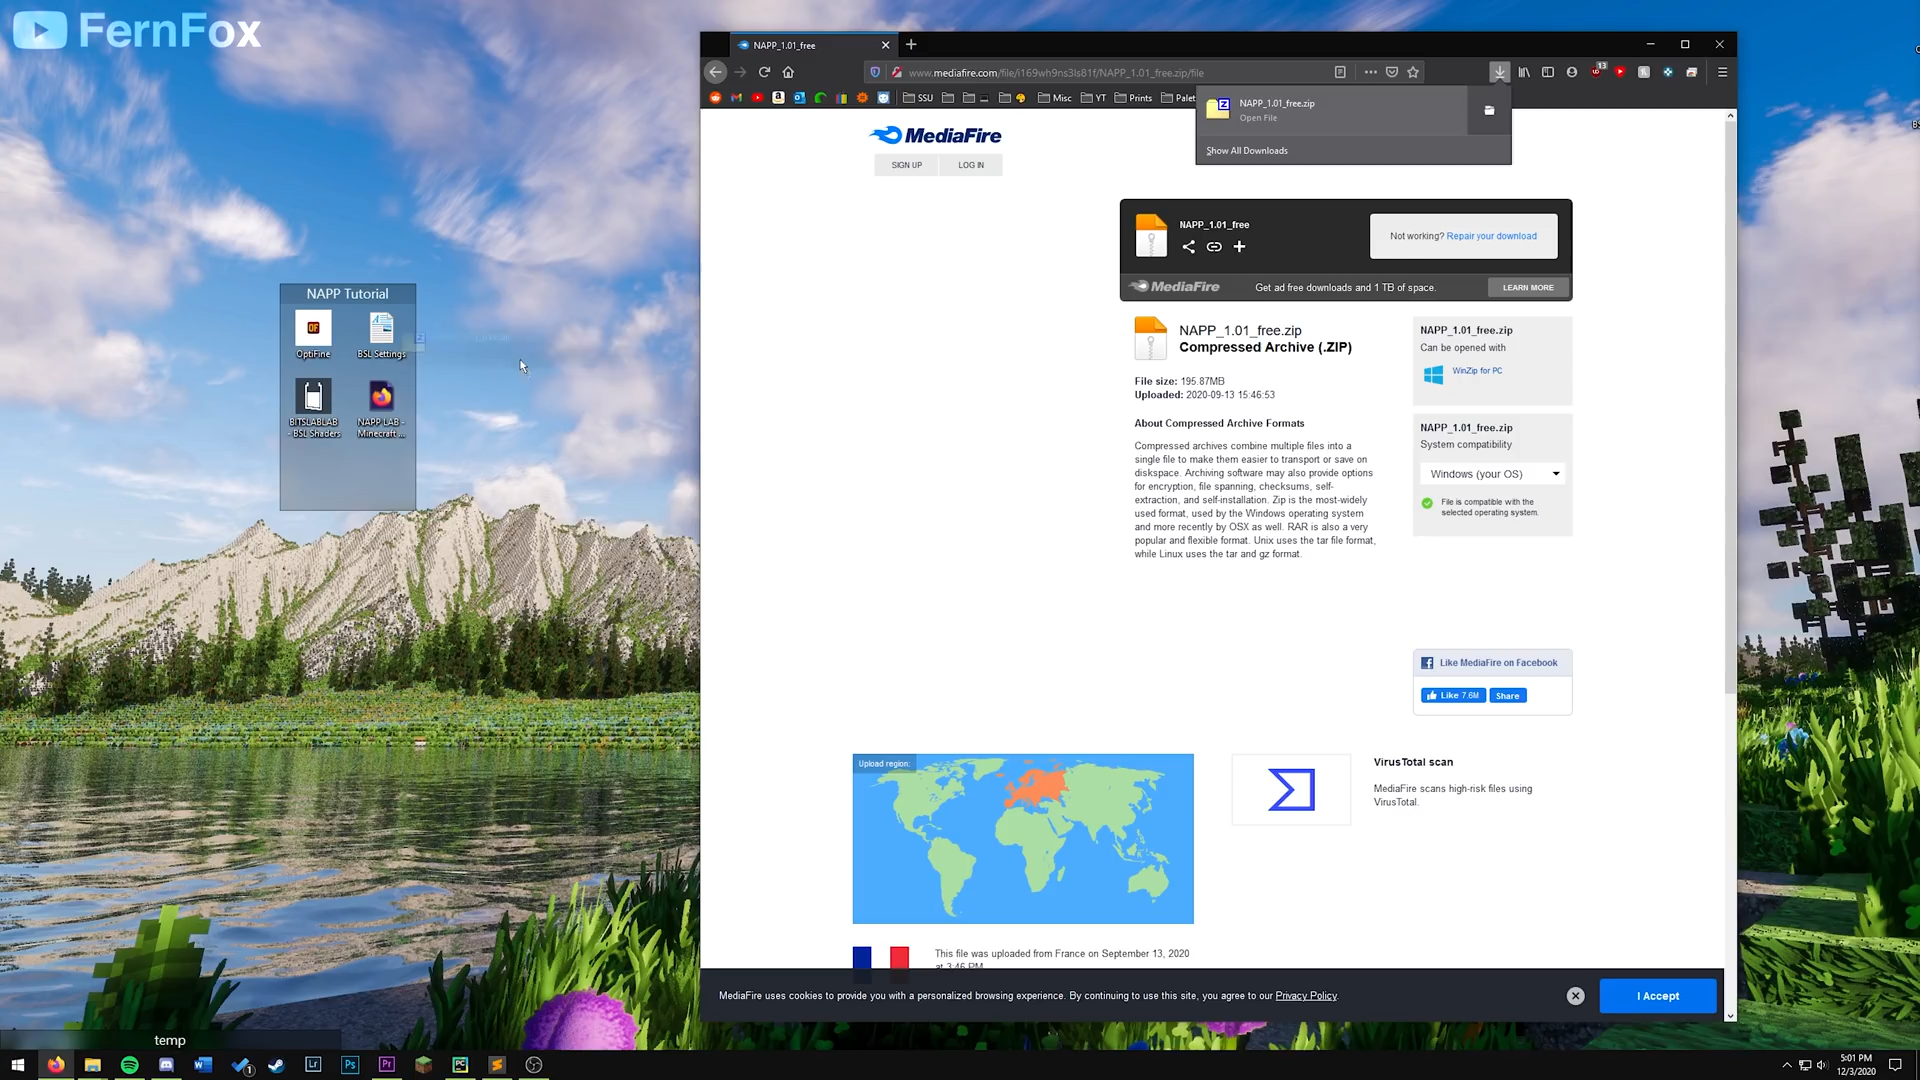 FernFox
NAPP_1.01_free
www.mediafire.com/file/i169wh9ns3ls81f/NAPP_1.01_free.zip/file
13
SSU
Misc
YT
Prints
Palet
NAPP_1.01_free.zip
Open File
Show All Downloads
MediaFire
SIGN UP
LOG IN
NAPP_1.01_free
Not working? Repair your download
MediaFire
Get ad free downloads and 1 TB of space.
LEARN MORE
NAPP Tutorial
OF
OptiFine
BSL Settings
BITSLABLAB
- BSL Shaders
NAPP LAB -
Minecraft ...
NAPP_1.01_free.zip
Compressed Archive (.ZIP)
File size: 195.87MB
Uploaded: 2020-09-13 15:46:53
About Compressed Archive Formats
Compressed archives combine multiple files into a
single file to make them easier to transport or save on
diskspace. Archiving software may also provide options
for encryption, file spanning, checksums, self-
extraction, and self-installation. Zip is the most-widely
used format, used by the Windows operating system
and more recently by OSX as well. RAR is also a very
popular and flexible format. Unix uses the tar file format,
while Linux uses the tar and gz format.
NAPP_1.01_free.zip
Can be opened with
WinZip for PC
NAPP_1.01_free.zip
System compatibility
Windows (your OS)
File is compatible with the
selected operating system.
Like MediaFire on Facebook
Like 7.6M
Share
Upload region:
VirusTotal scan
MediaFire scans high-risk files using
VirusTotal.
This file was uploaded from France on September 13, 2020
at 3:46 PM
MediaFire uses cookies to provide you with a personalized browsing experience. By continuing to use this site, you agree to our Privacy Policy.
I Accept
temp
1
Lr
Ps
Pr
PC
5:01 PM
12/3/2020